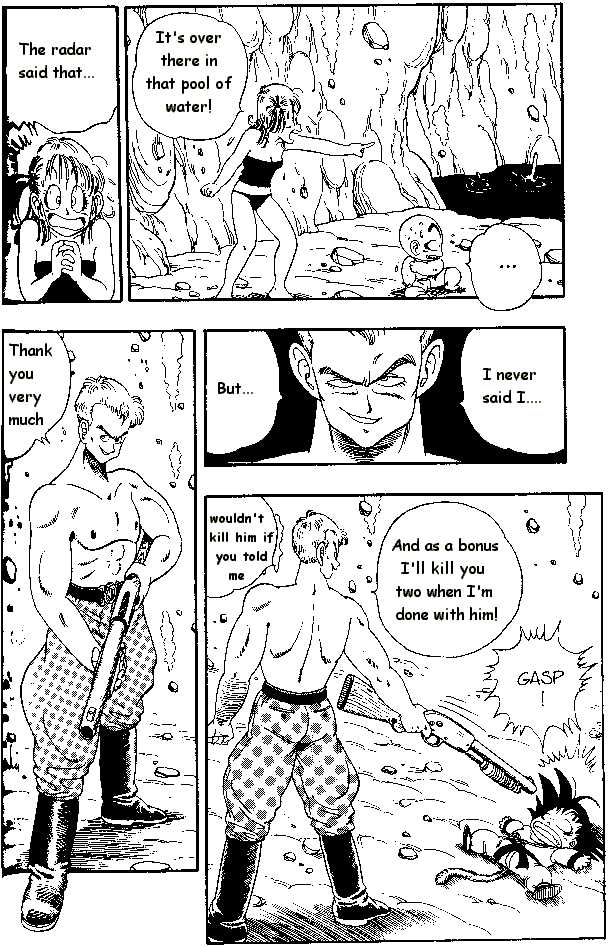 The radar
said that...
It's over
there in
that pool of
water!
...
Thank
you
very
much
But...
I never
said I....
wouldn't
kill him if
you told
me
And as a bonus
I'll kill you
two when I'm
done with him!
GASP
!